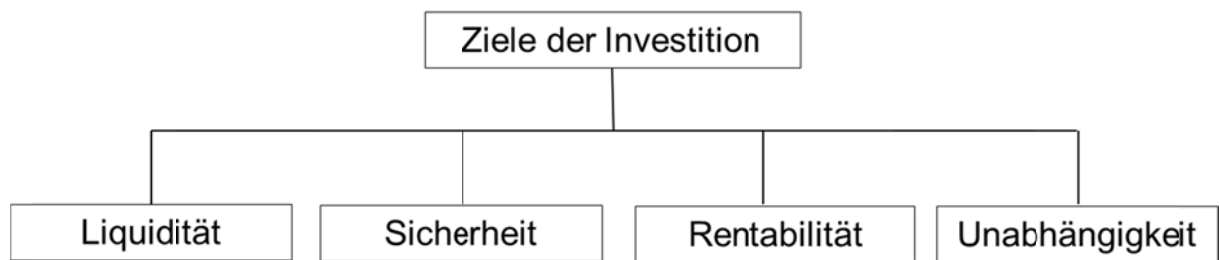 Ziele der Investition
Liquidität
Sicherheit
Rentabilität
Unabhängigkeit